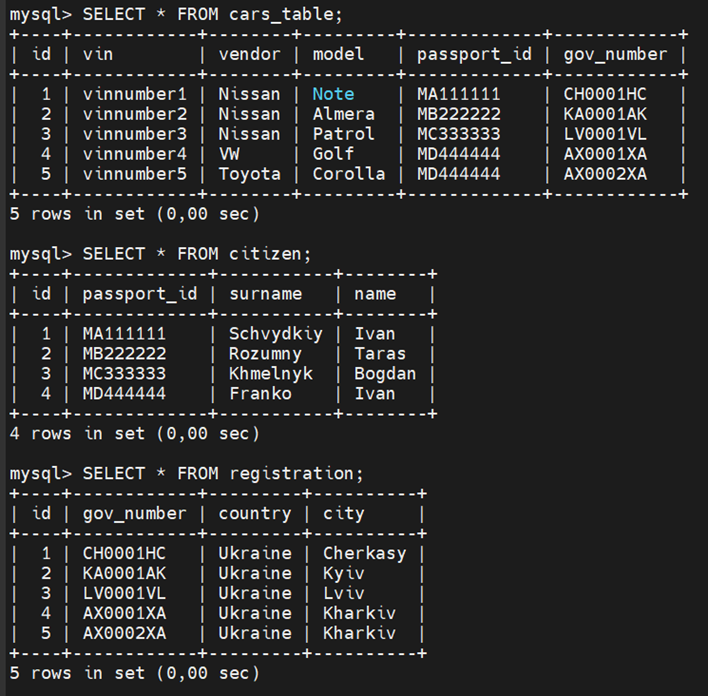 mysql> SELECT * FROM cars_table;
+----+------------+--------+---------+-------------+------------+
| id | vin        | vendor | model   | passport_id | gov_number |
+----+------------+--------+---------+-------------+------------+
|  1 | vinnumber1 | Nissan | Note    | MA111111    | CH0001HC   |
|  2 | vinnumber2 | Nissan | Almera  | MB222222    | KA0001AK   |
|  3 | vinnumber3 | Nissan | Patrol  | MC333333    | LV0001VL   |
|  4 | vinnumber4 | VW     | Golf    | MD444444    | AX0001XA   |
|  5 | vinnumber5 | Toyota | Corolla | MD444444    | AX0002XA   |
+----+------------+--------+---------+-------------+------------+
5 rows in set (0,00 sec)
mysql> SELECT * FROM citizen;
+----+-------------+-----------+--------+
| id | passport_id | surname   | name   |
+----+-------------+-----------+--------+
|  1 | MA111111    | Schvydkiy | Ivan   |
|  2 | MB222222    | Rozumny   | Taras  |
|  3 | MC333333    | Khmelnyk  | Bogdan |
|  4 | MD444444    | Franko    | Ivan   |
+----+-------------+-----------+--------+
4 rows in set (0,00 sec)
mysql> SELECT * FROM registration;
+----+------------+---------+----------+
| id | gov_number | country | city     |
+----+------------+---------+----------+
|  1 | CH0001HC   | Ukraine | Cherkasy |
|  2 | KA0001AK   | Ukraine | Kyiv     |
|  3 | LV0001VL   | Ukraine | Lviv     |
|  4 | AX0001XA   | Ukraine | Kharkiv  |
|  5 | AX0002XA   | Ukraine | Kharkiv  |
+----+------------+---------+----------+
5 rows in set (0,00 sec)